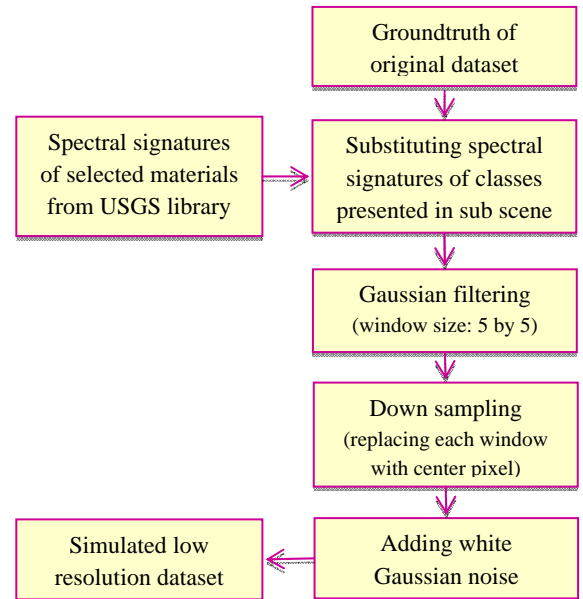 Groundtruth of
original dataset
Spectral signatures
of selected materials
from USGS library
Substituting spectral
signatures of classes
presented in sub scene
Gaussian filtering
(window size: 5 by 5)
Down sampling
(replacing each window
with center pixel)
Adding white
Gaussian noise
Simulated low
resolution dataset